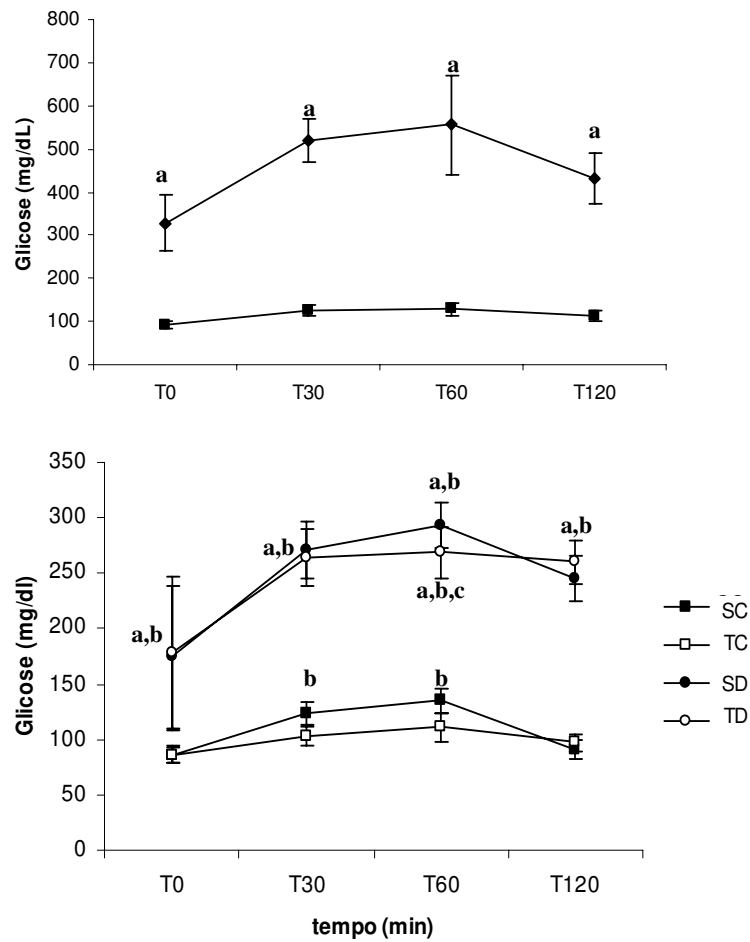 800
700
a
a
600
a
500
a
400
300
200
100
0
Glicose (mg/dL)
T0 T30 T60 T120
350
300
250
200
150
100
50
0
Glicose (mg/dl)
a,b
a,b
a,b
a,b,c
a,b
b b
T0 T30 T60 T120
tempo (min)
SC
TC
SD
TD